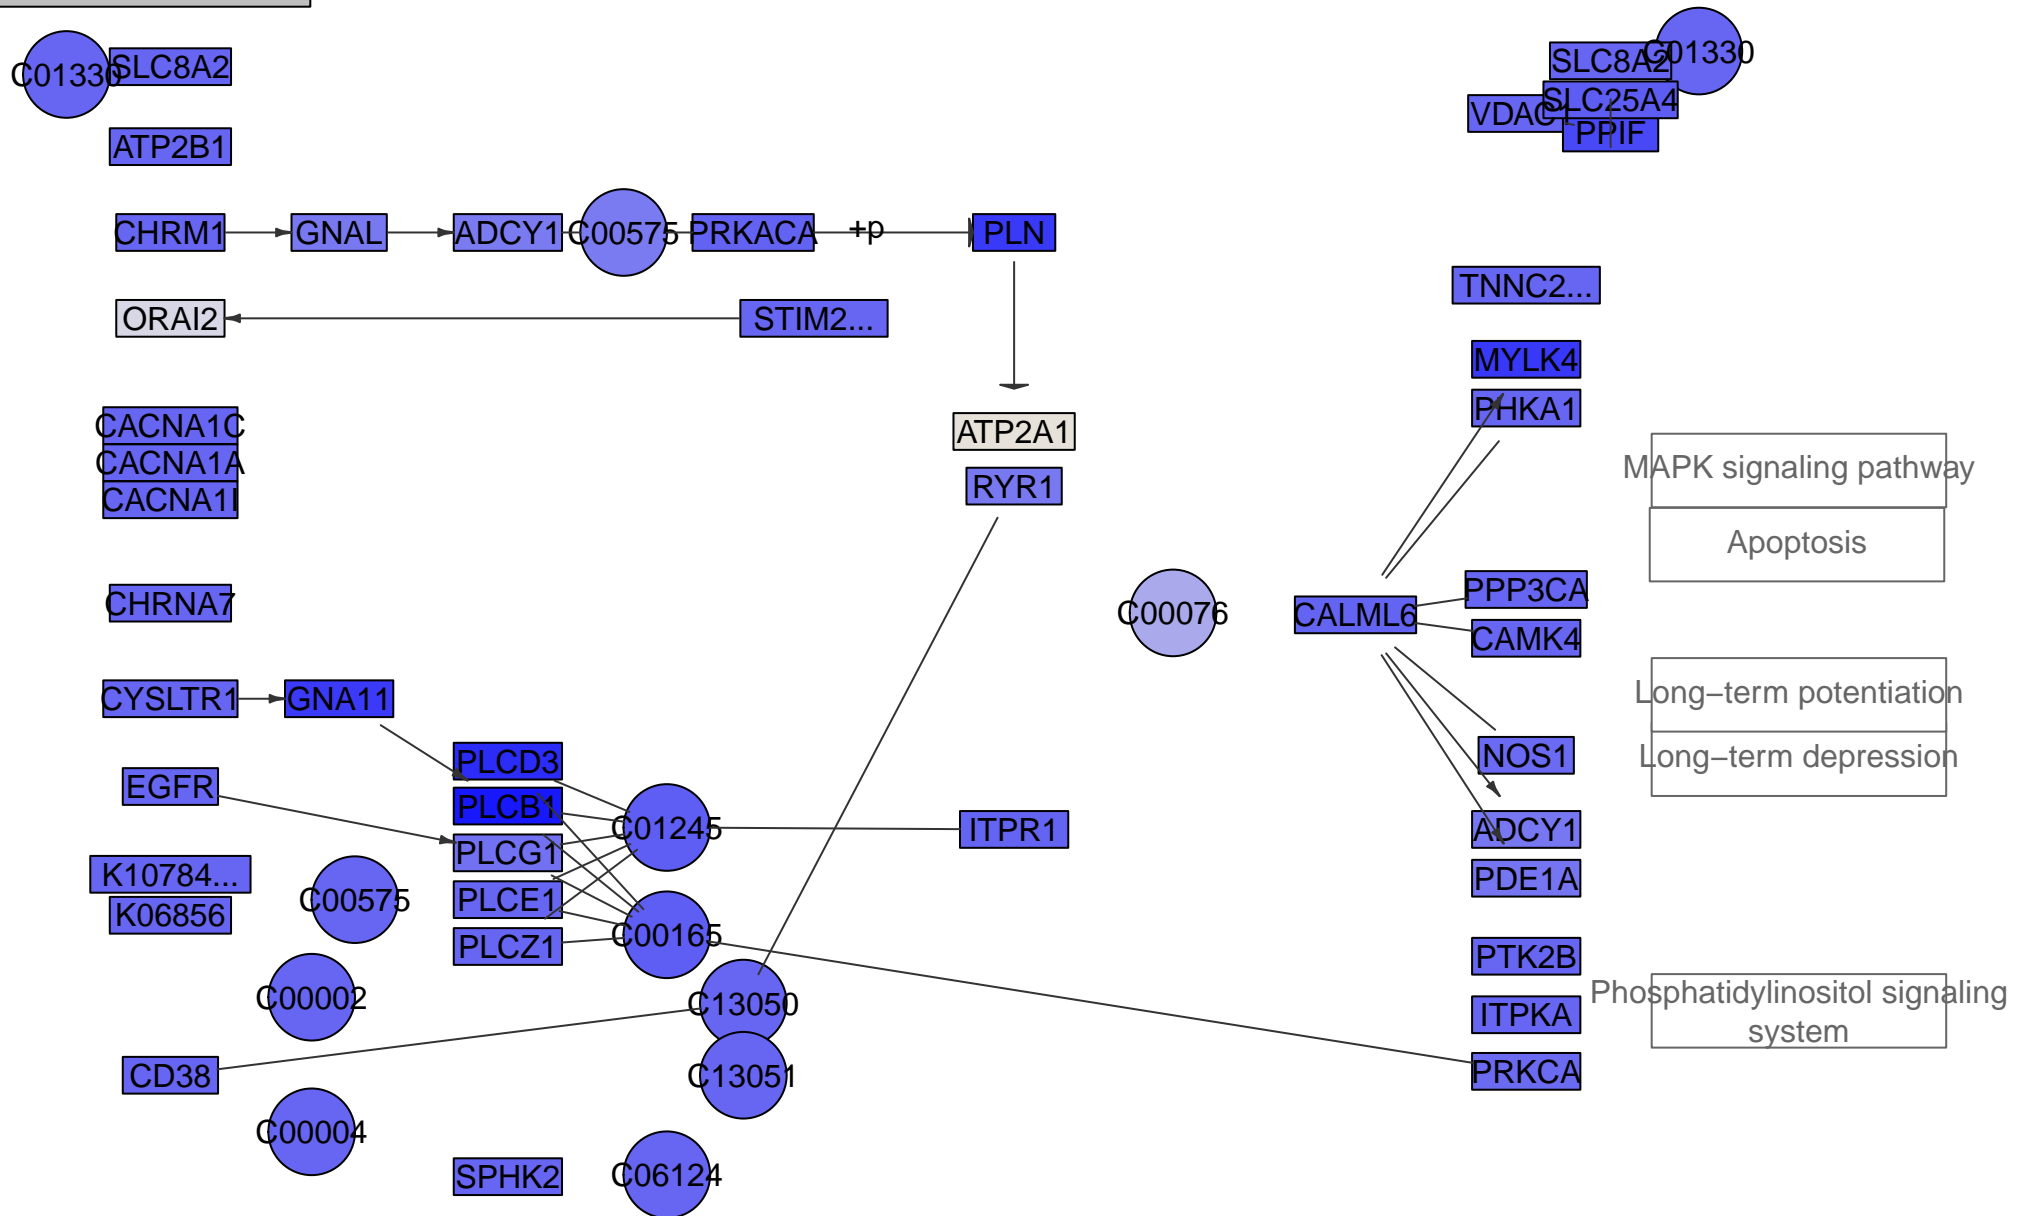 C01330
SLC8A2
SLC8A2
C01330
SLC25A4
VDAC1
PPIF
ATP2B1
CHRM1
GNAL
ADCY1
C00575
PRKACA
+p
PLN
TNNC2...
ORAI2
STIM2...
MYLK4
PHKA1
CACNA1C
CACNA1A
CACNA1I
ATP2A1
RYR1
MAPK signaling pathway
Apoptosis
CHRNA7
C00076
CALML6
PPP3CA
CAMK4
CYSLTR1
GNA11
Long−term potentiation
Long−term depression
PLCD3
NOS1
EGFR
PLCB1
PLCG1
C01245
ITPR1
ADCY1
K10784...
K06856
C00575
PLCE1
PLCZ1
C00165
PDE1A
PTK2B
C00002
C13050
ITPKA
Phosphatidylinositol signaling
system
CD38
C13051
PRKCA
C00004
SPHK2
C06124